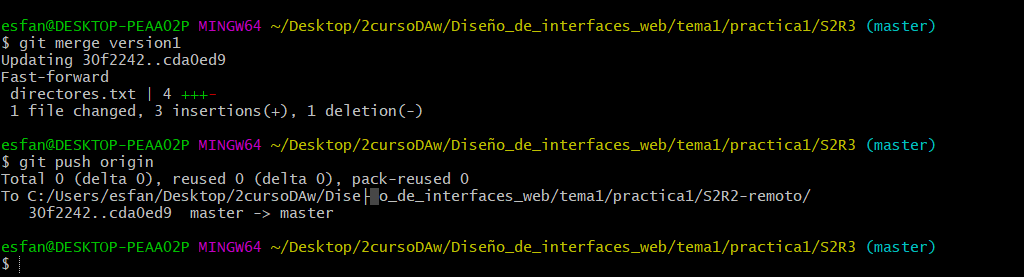 esfan@DESKTOP-PEAAO2P MINGW64 ~/Desktop/2cursoDAw/Diseño_de_interfaces_web/tema1/practica1/S2R3 (master)
$ git merge version1
Updating 30f2242..cda0ed9
Fast-forward
 directores.txt | 4 +++-
 1 file changed, 3 insertions(+), 1 deletion(-)
esfan@DESKTOP-PEAAO2P MINGW64 ~/Desktop/2cursoDAw/Diseño_de_interfaces_web/tema1/practica1/S2R3 (master)
$ git push origin
Total 0 (delta 0), reused 0 (delta 0), pack-reused 0
To C:/Users/esfan/Desktop/2cursoDAw/Dise├▒o_de_interfaces_web/tema1/practica1/S2R2-remoto/
   30f2242..cda0ed9  master -> master
esfan@DESKTOP-PEAAO2P MINGW64 ~/Desktop/2cursoDAw/Diseño_de_interfaces_web/tema1/practica1/S2R3 (master)
$